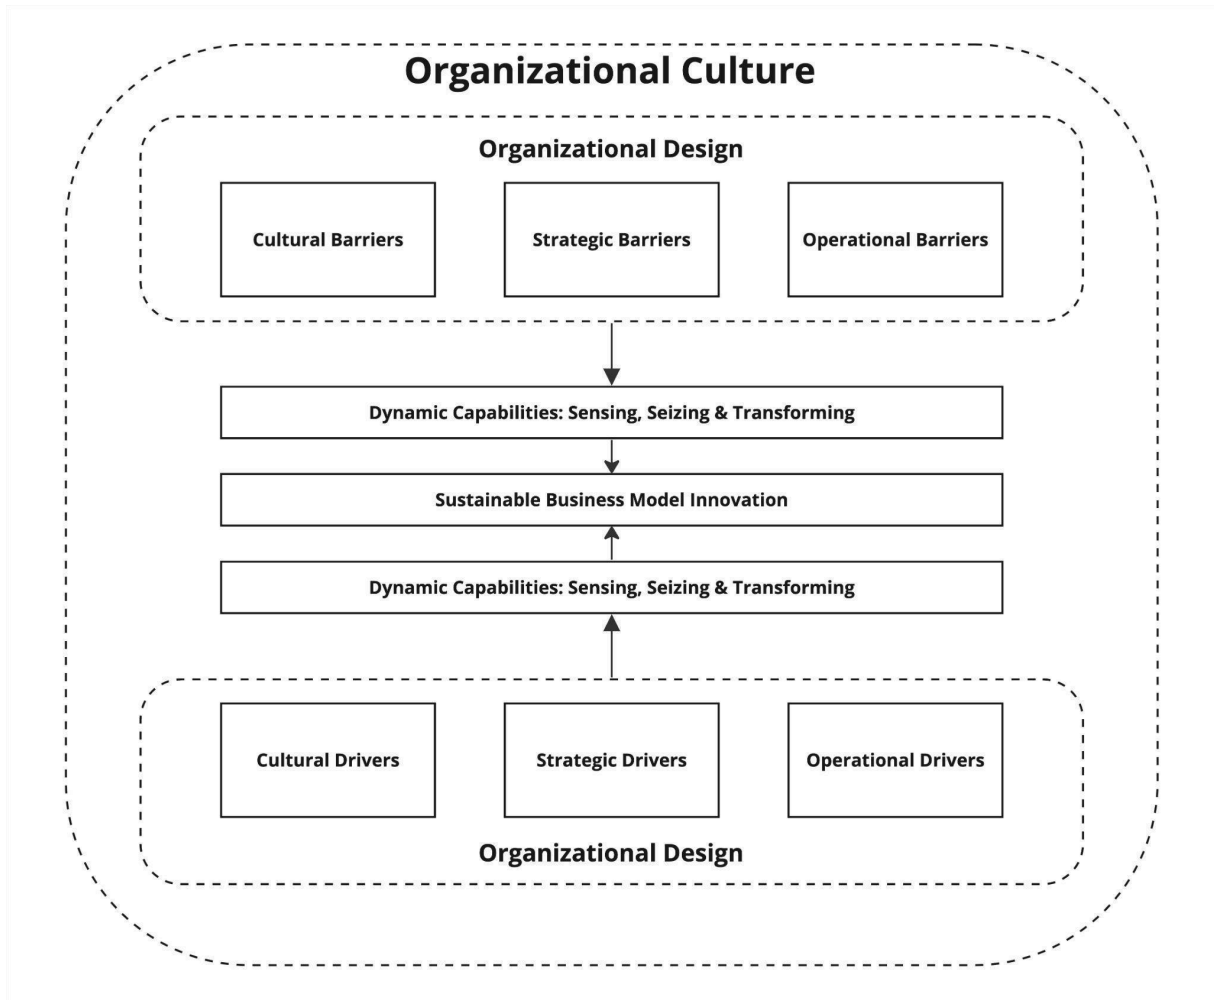 Organizational Culture
Organizational Design
Cultural Barriers
Strategic Barriers
Operational Barriers
Dynamic Capabilities: Sensing, Seizing & Transforming
Sustainable Business Model Innovation
Dynamic Capabilities: Sensing, Seizing & Transforming
Cultural Drivers
Strategic Drivers
Operational Drivers
Organizational Design